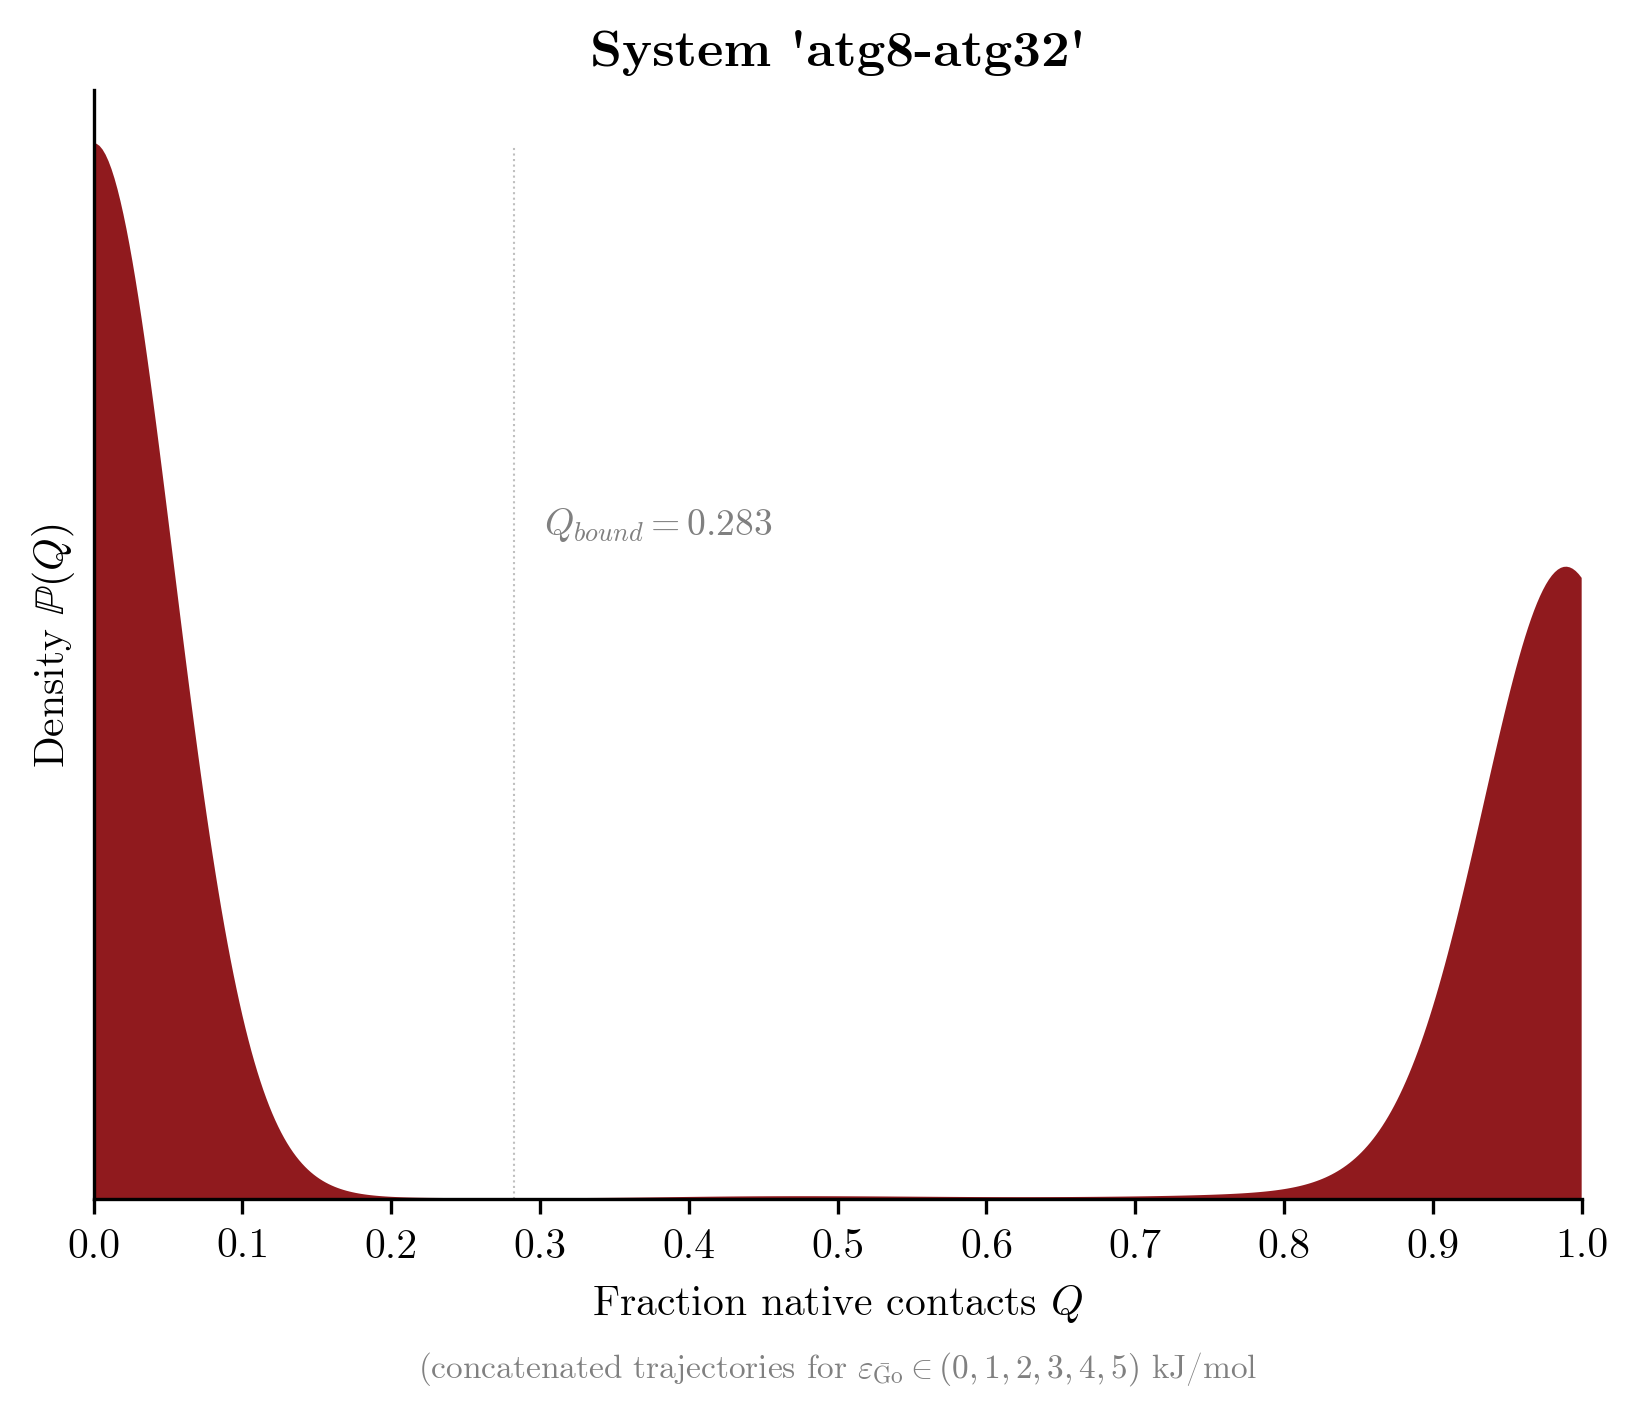 System 'atg8-atg32'
Density ℙ(Q)
Q_bound = 0.283
0.0 0.1 0.2 0.3 0.4 0.5 0.6 0.7 0.8 0.9 1.0
Fraction native contacts Q
(concatenated trajectories for ε_Ḡo ∈ (0, 1, 2, 3, 4, 5) kJ/mol